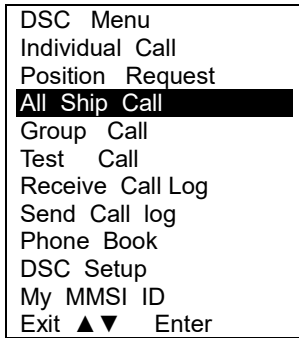 DSC Menu
Individual Call
Position Request
All Ship Call
Group Call
Test Call
Receive Call Log
Send Call log
Phone Book
DSC Setup
My MMSI ID
Exit ▲▼ Enter